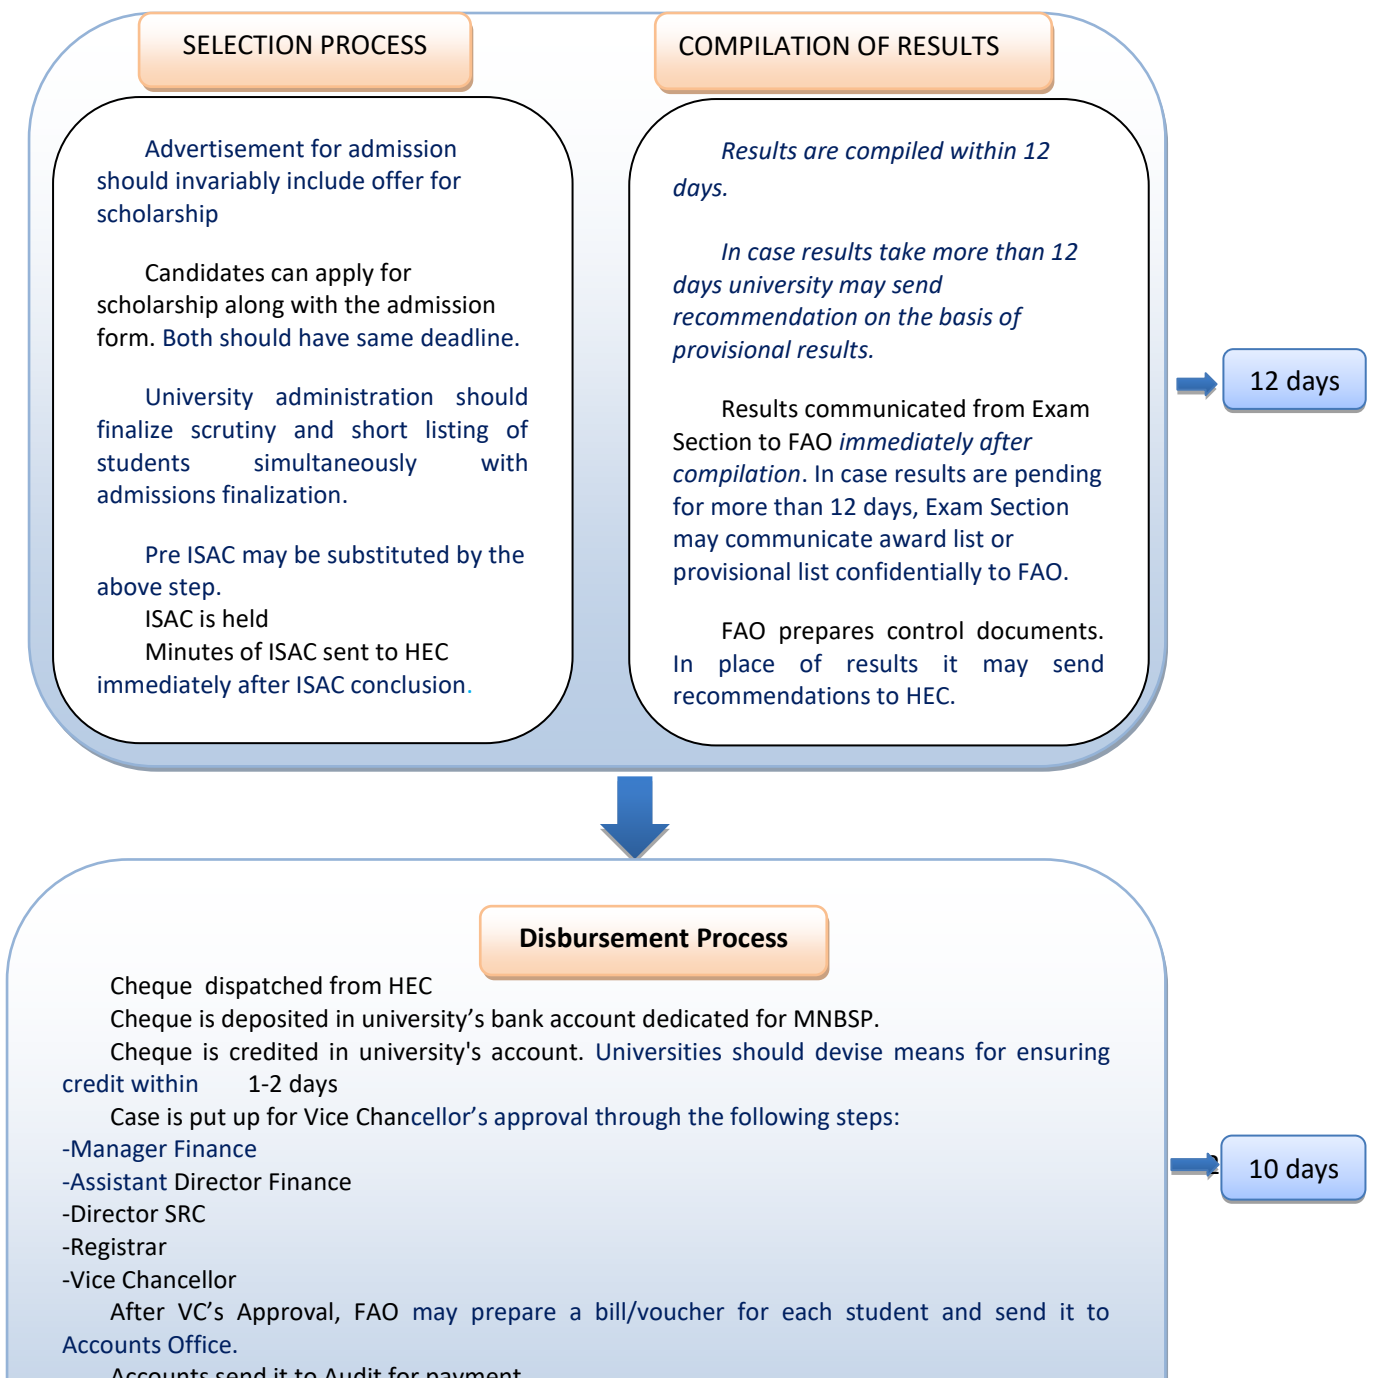 SELECTION PROCESS
Advertisement for admission
should invariably include offer for
scholarship
Candidates can apply for
scholarship along with the admission
form. Both should have same deadline.
University administration should
finalize scrutiny and short listing of
students simultaneously with
admissions finalization.
Pre ISAC may be substituted by the
above step.
ISAC is held
Minutes of ISAC sent to HEC
immediately after ISAC conclusion.
COMPILATION OF RESULTS
Results are compiled within 12
days.
In case results take more than 12
days university may send
recommendation on the basis of
provisional results.
Results communicated from Exam
Section to FAO immediately after
compilation. In case results are pending
for more than 12 days, Exam Section
may communicate award list or
provisional list confidentially to FAO.
FAO prepares control documents.
In place of results it may send
recommendations to HEC.
12 days
Disbursement Process
Cheque dispatched from HEC
Cheque is deposited in university’s bank account dedicated for MNBSP.
Cheque is credited in university's account. Universities should devise means for ensuring
credit within 1-2 days
Case is put up for Vice Chancellor’s approval through the following steps:
-Manager Finance
-Assistant Director Finance
-Director SRC
-Registrar
-Vice Chancellor
After VC’s Approval, FAO may prepare a bill/voucher for each student and send it to
Accounts Office.
Accounts send it to Audit for payment
10 days